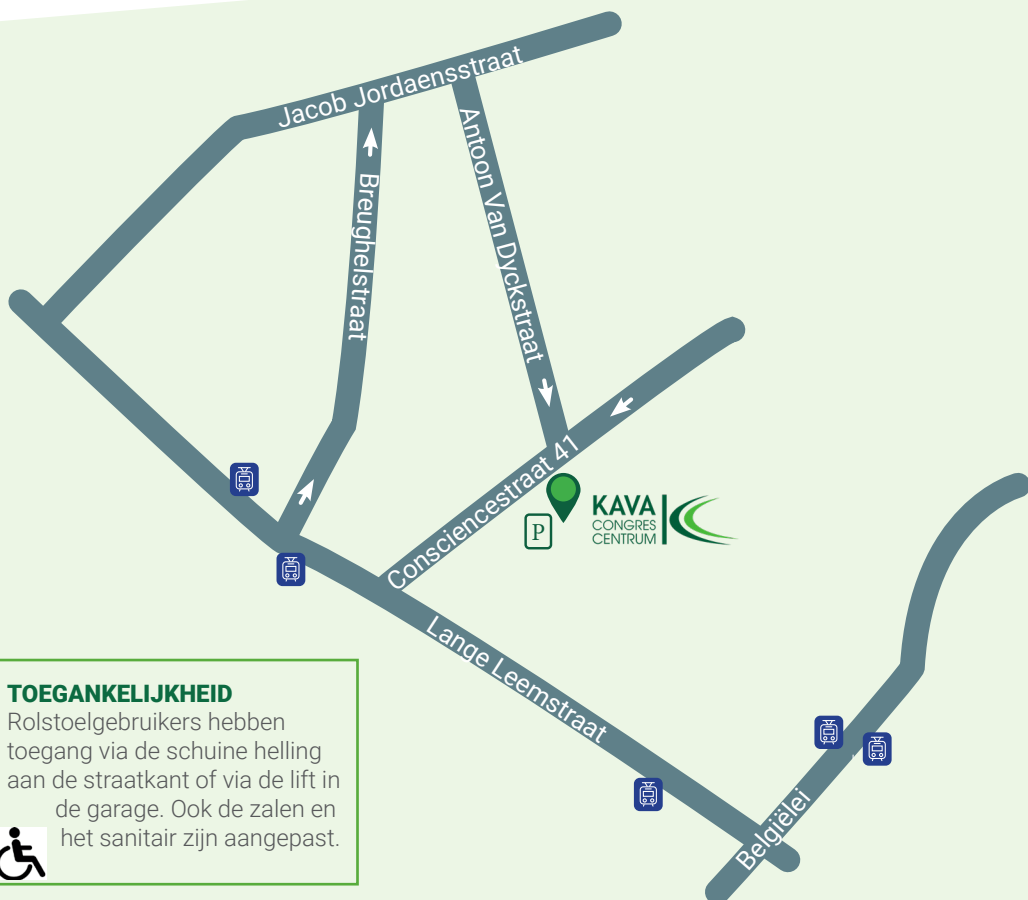 Jacob Jordaensstraat
Breughelstraat
Antoon Van Dyckstraat
Consciencestraat 41
P
KAVA
CONGRES
CENTRUM
Lange Leemstraat
Belgiëlei
TOEGANKELIJKHEID
Rolstoelgebruikers hebben
toegang via de schuine helling
aan de straatkant of via de lift in
de garage. Ook de zalen en
het sanitair zijn aangepast.